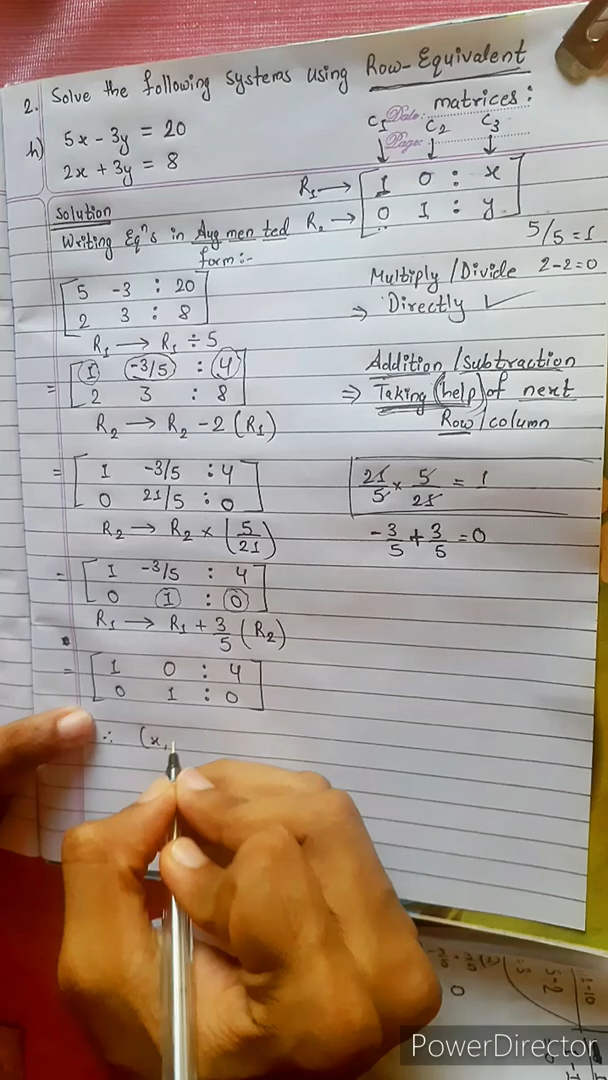 2. Solve the following systems using Row-Equivalent
matrices:
h) 5x - 3y = 20
2x + 3y = 8
Date:
Page:
C1 C2 C3
R1 → [ 1 0 : x ]
R2 → [ 0 1 : y ]
Solution
Writing Eqⁿs in Augmented
form:-
5/5 = 1
2-2=0
Multiply / Divide
⇒ Directly ✓
[ 5 -3 : 20 ]
[ 2 3 : 8 ]
R1 → R1 ÷ 5
= [ 1 -3/5 : 4 ]
[ 2 3 : 8 ]
R2 → R2 - 2 (R1)
Addition / Subtraction
⇒ Taking (help) of next
Row / column
= [ 1 -3/5 : 4 ]
[ 0 21/5 : 0 ]
R2 → R2 × (5/21)
21/5 × 5/21 = 1
-3/5 + 3/5 = 0
= [ 1 -3/5 : 4 ]
[ 0 1 : 0 ]
R1 → R1 + 3/5 (R2)
= [ 1 0 : 4 ]
[ 0 1 : 0 ]
∴ (x,
PowerDirector